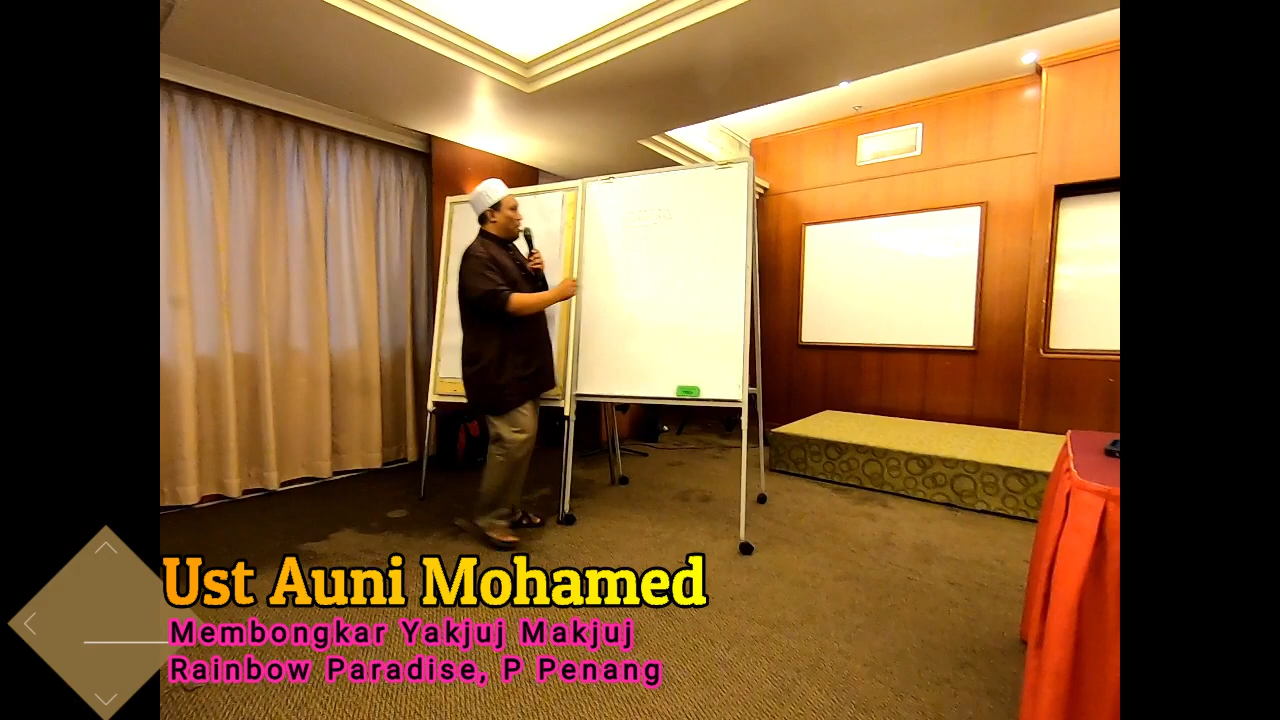 Ust Auni Mohamed
Membongkar Yakjuj Makjuj
Rainbow Paradise, P Penang